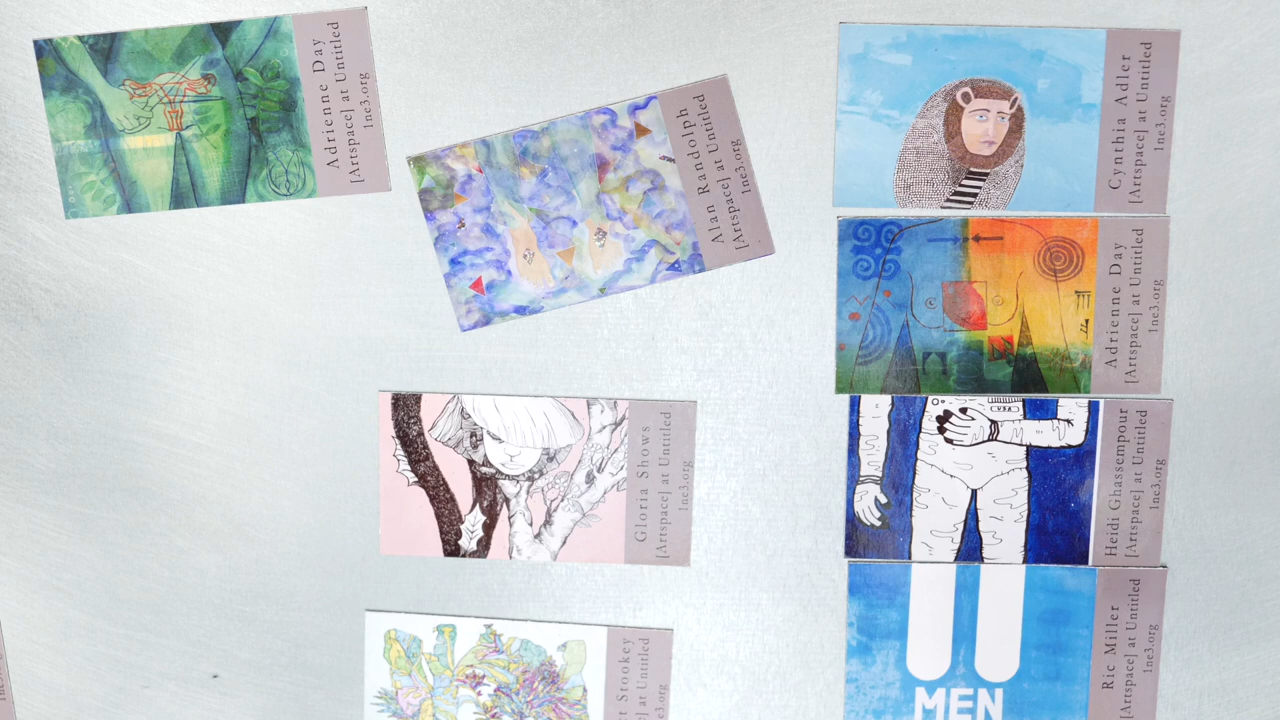 Adrienne Day
[Artspace] at Untitled
1ne3.org
Alan Randolph
[Artspace] at Untitled
1ne3.org
Cynthia Adler
[Artspace] at Untitled
1ne3.org
Adrienne Day
[Artspace] at Untitled
1ne3.org
Gloria Shows
[Artspace] at Untitled
1ne3.org
USA
Heidi Ghassempour
[Artspace] at Untitled
1ne3.org
Stookey
at Untitled
MEN
Ric Miller
[Artspace] at Untitled
1ne3.org